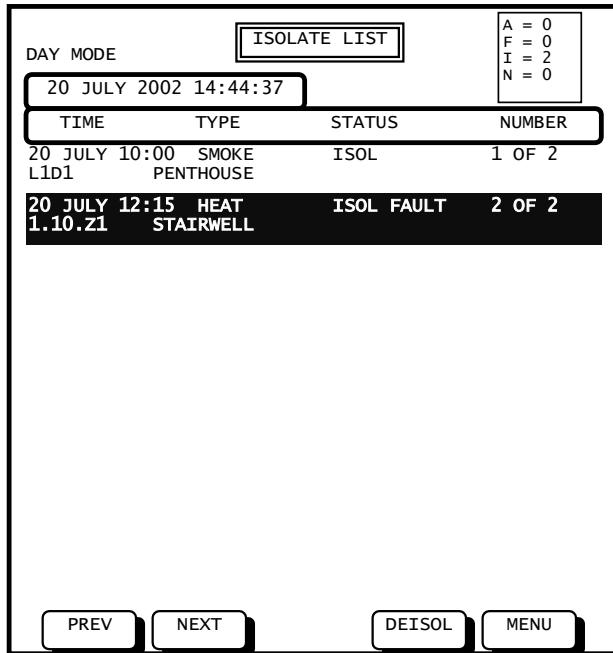 ISOLATE LIST
A = 0
F = 0
I = 2
N = 0
DAY MODE
20 JULY 2002 14:44:37
TIME TYPE STATUS NUMBER
20 JULY 10:00 SMOKE ISOL 1 OF 2
L1D1 PENTHOUSE
20 JULY 12:15 HEAT ISOL FAULT 2 OF 2
1.10.Z1 STAIRWELL
PREV NEXT DEISOL MENU